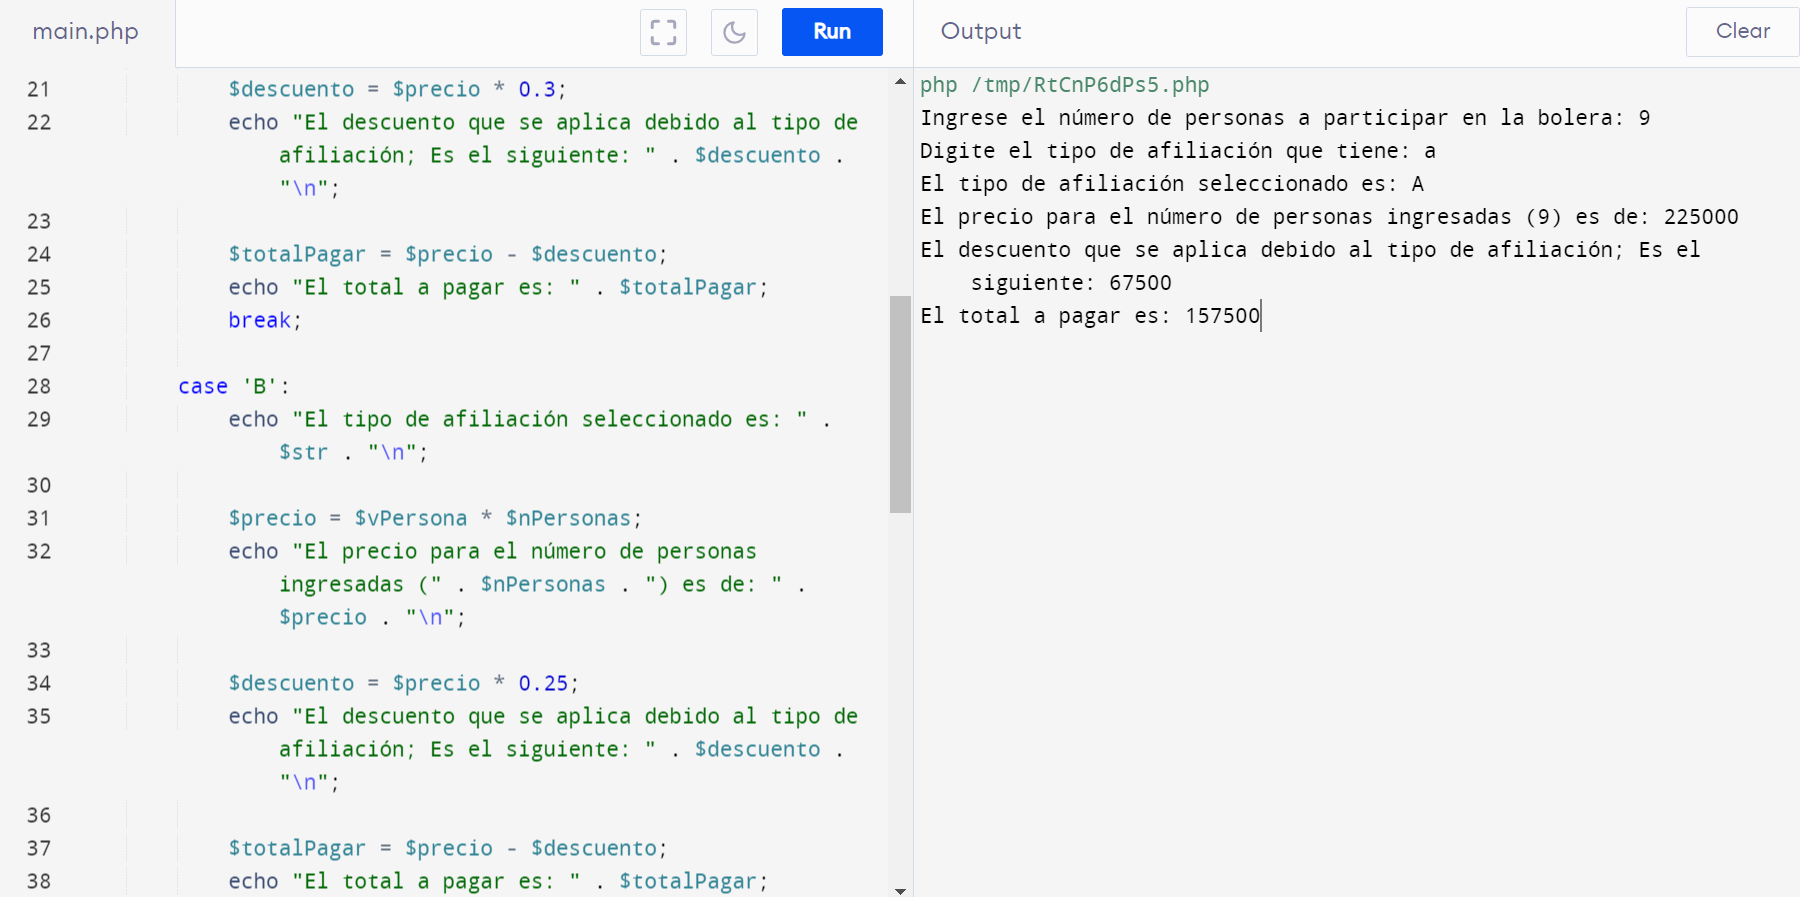 main.php
Run
Output
Clear
21 $descuento = $precio * 0.3;
22 echo "El descuento que se aplica debido al tipo de
afiliación; Es el siguiente: " . $descuento .
"\n";
23
24 $totalPagar = $precio - $descuento;
25 echo "El total a pagar es: " . $totalPagar;
26 break;
27
28 case 'B':
29 echo "El tipo de afiliación seleccionado es: " .
$str . "\n";
30
31 $precio = $vPersona * $nPersonas;
32 echo "El precio para el número de personas
ingresadas (" . $nPersonas . ") es de: " .
$precio . "\n";
33
34 $descuento = $precio * 0.25;
35 echo "El descuento que se aplica debido al tipo de
afiliación; Es el siguiente: " . $descuento .
"\n";
36
37 $totalPagar = $precio - $descuento;
38 echo "El total a pagar es: " . $totalPagar;
php /tmp/RtCnP6dPs5.php
Ingrese el número de personas a participar en la bolera: 9
Digite el tipo de afiliación que tiene: a
El tipo de afiliación seleccionado es: A
El precio para el número de personas ingresadas (9) es de: 225000
El descuento que se aplica debido al tipo de afiliación; Es el
siguiente: 67500
El total a pagar es: 157500